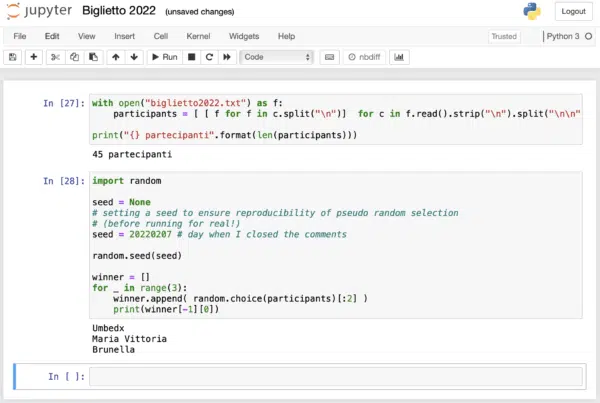 jupyter Biglietto 2022 (unsaved changes) Logout
File Edit View Insert Cell Kernel Widgets Help Trusted Python 3
Run Code nbdiff
In [27]: with open("biglietto2022.txt") as f:
participants = [ [ f for f in c.split("\n")] for c in f.read().strip("\n").split("\n\n"
print("{} partecipanti".format(len(participants)))
45 partecipanti
In [28]: import random
seed = None
# setting a seed to ensure reproducibility of pseudo random selection
# (before running for real!)
seed = 20220207 # day when I closed the comments
random.seed(seed)
winner = []
for _ in range(3):
winner.append( random.choice(participants)[:2] )
print(winner[-1][0])
Umbedx
Maria Vittoria
Brunella
In [ ]: